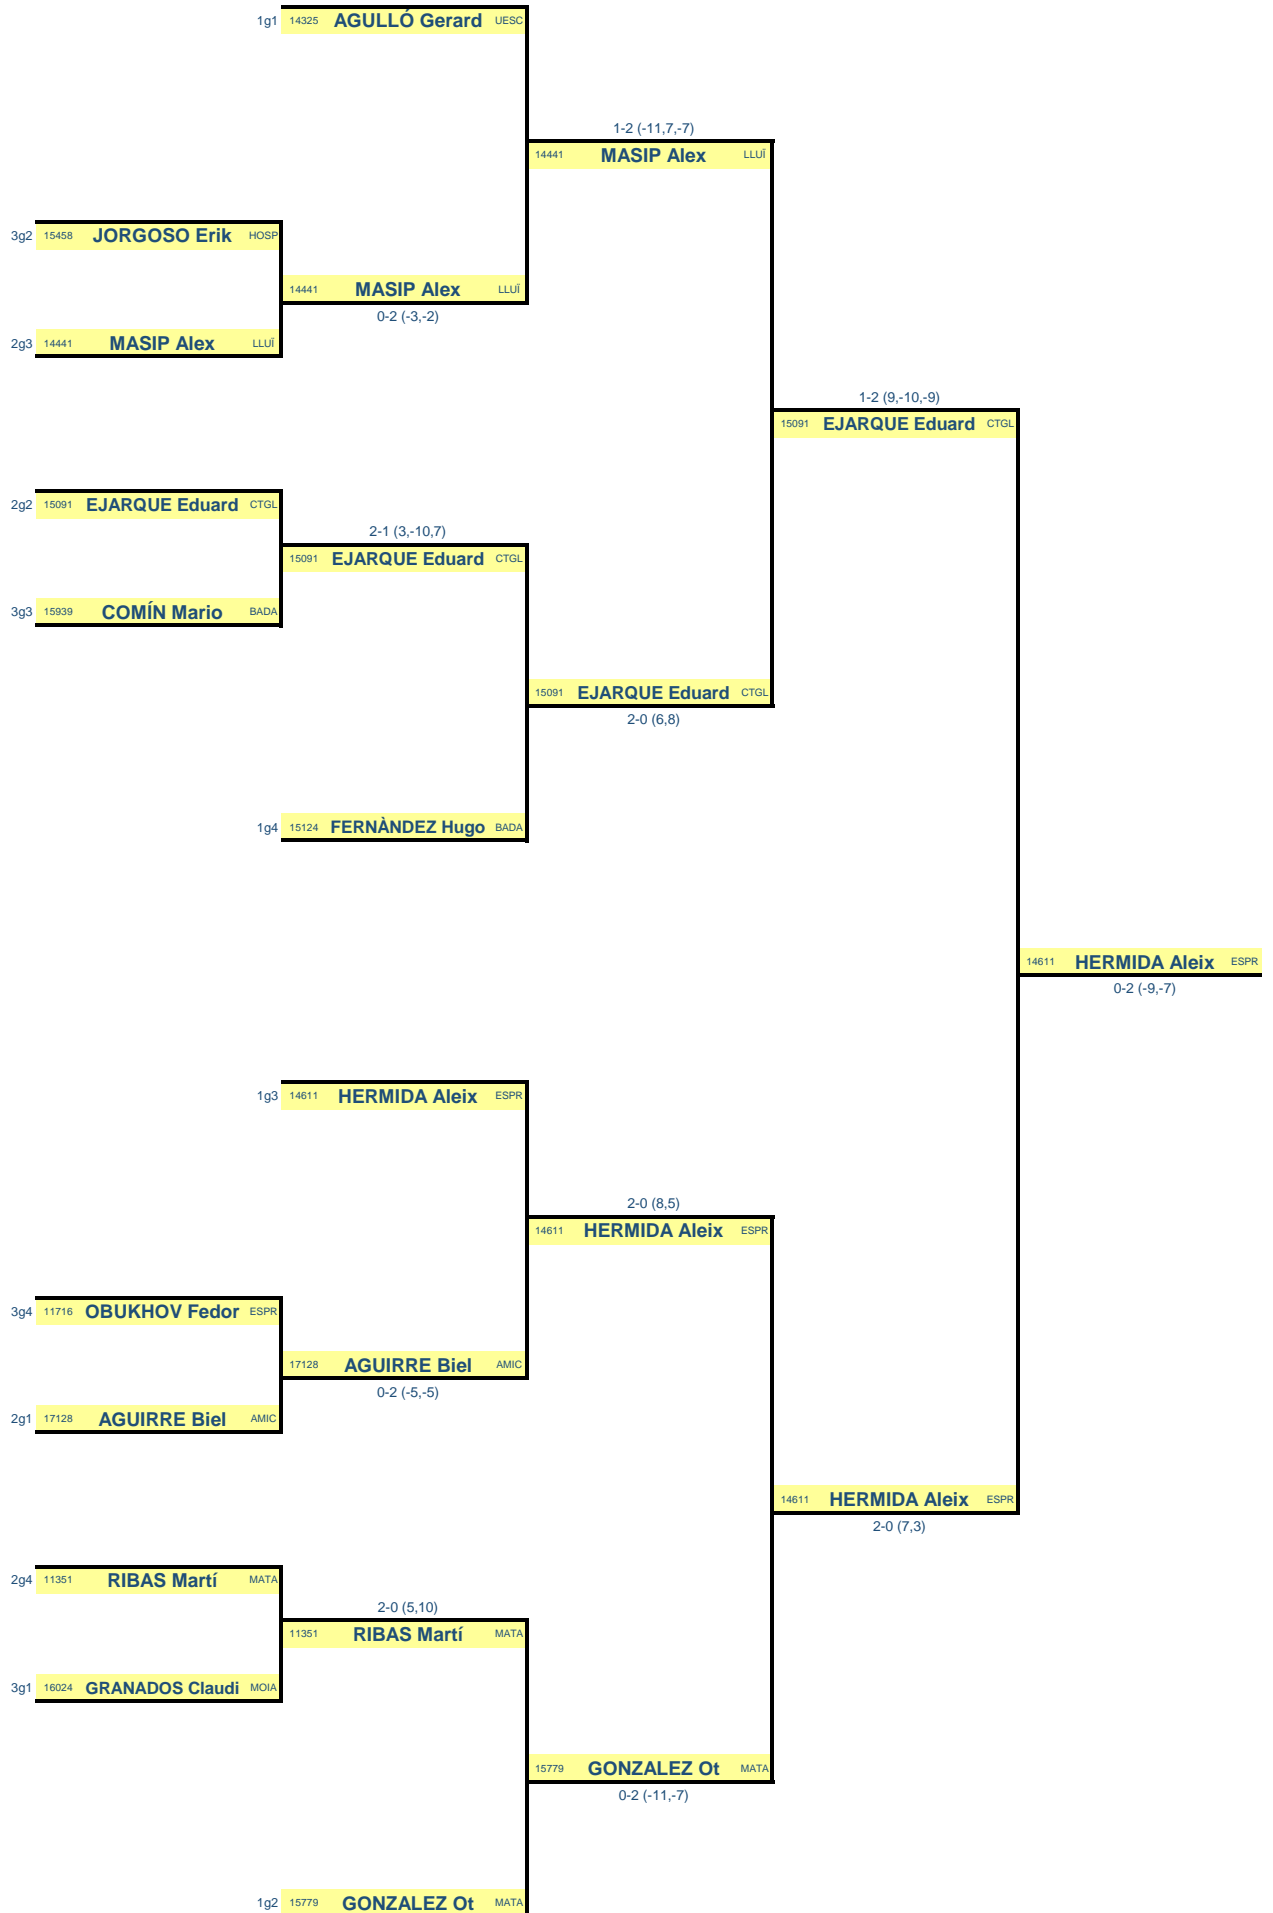 1g1 14325 AGULLÓ Gerard UESC
1-2 (-11,7,-7)
14441 MASIP Alex LLUÏ
3g2 15458 JORGOSO Erik HOSP
14441 MASIP Alex LLUÏ
0-2 (-3,-2)
2g3 14441 MASIP Alex LLUÏ
1-2 (9,-10,-9)
15091 EJARQUE Eduard CTGL
2g2 15091 EJARQUE Eduard CTGL
2-1 (3,-10,7)
15091 EJARQUE Eduard CTGL
3g3 15939 COMÍN Mario BADA
15091 EJARQUE Eduard CTGL
2-0 (6,8)
1g4 15124 FERNÀNDEZ Hugo BADA
14611 HERMIDA Aleix ESPR
0-2 (-9,-7)
1g3 14611 HERMIDA Aleix ESPR
2-0 (8,5)
14611 HERMIDA Aleix ESPR
3g4 11716 OBUKHOV Fedor ESPR
17128 AGUIRRE Biel AMIC
0-2 (-5,-5)
2g1 17128 AGUIRRE Biel AMIC
14611 HERMIDA Aleix ESPR
2-0 (7,3)
2g4 11351 RIBAS Martí MATA
2-0 (5,10)
11351 RIBAS Martí MATA
3g1 16024 GRANADOS Claudi MOIA
15779 GONZALEZ Ot MATA
0-2 (-11,-7)
1g2 15779 GONZALEZ Ot MATA